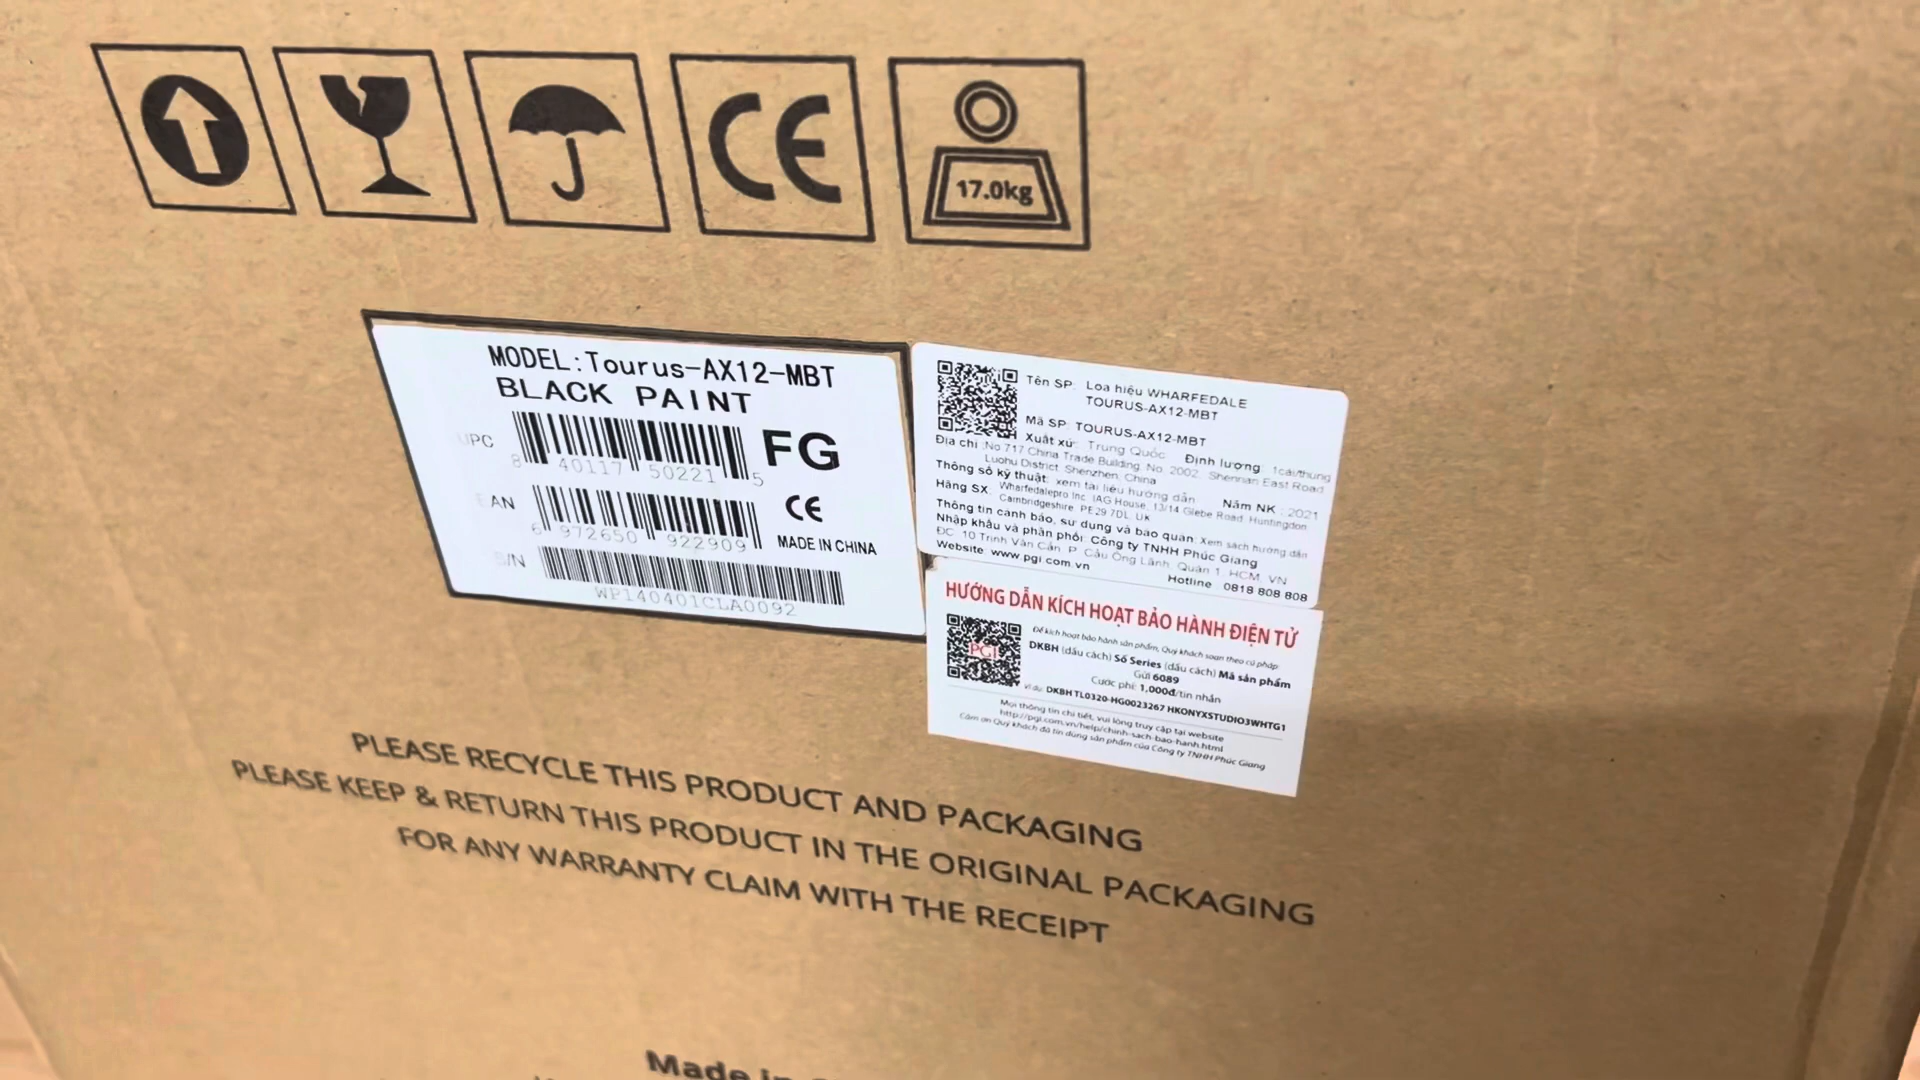 CE
17.0kg
MODEL:Tourus-AX12-MBT
BLACK PAINT
UPC
8 40117 50221 5
FG
EAN
6 972650 922909
CE
MADE IN CHINA
S/N
WP140401CLA0092
Tên SP: Loa hiệu WHARFEDALE
TOURUS-AX12-MBT
Mã SP: TOURUS-AX12-MBT
Xuất xứ: Trung Quốc Định lượng: 1cái/thùng
Địa chỉ: No.717 China Trade Building, No. 2002, Shennan East Road
Luohu District, Shenzhen, China
Thông số kỹ thuật: xem tài liệu hướng dẫn Năm NK : 2021
Hãng SX: Wharfedalepro Inc. IAG House, 13/14 Glebe Road, Huntingdon
Cambridgeshire, PE29 7DL, UK
Thông tin cảnh báo, sử dụng và bảo quản: Xem sách hướng dẫn
Nhập khẩu và phân phối: Công ty TNHH Phúc Giang
ĐC: 10 Trịnh Văn Cấn, P. Cầu Ông Lãnh, Quận 1, HCM, VN
Website: www.pgi.com.vn Hotline : 0818 808 808
HƯỚNG DẪN KÍCH HOẠT BẢO HÀNH ĐIỆN TỬ
PGI
Để kích hoạt bảo hành sản phẩm, Quý khách soạn theo cú pháp
DKBH (dấu cách) Số Series (dấu cách) Mã sản phẩm
Gửi 6089
Cước phí: 1,000đ/tin nhắn
Ví dụ: DKBH TL0320-HG0023267 HKONYXSTUDIO3WHTG1
Mọi thông tin chi tiết, vui lòng truy cập tại website
http://pgi.com.vn/help/chinh-sach-bao-hanh.html
Cảm ơn Quý khách đã tin dùng sản phẩm của Công ty TNHH Phúc Giang
PLEASE RECYCLE THIS PRODUCT AND PACKAGING
PLEASE KEEP & RETURN THIS PRODUCT IN THE ORIGINAL PACKAGING
FOR ANY WARRANTY CLAIM WITH THE RECEIPT
Made in